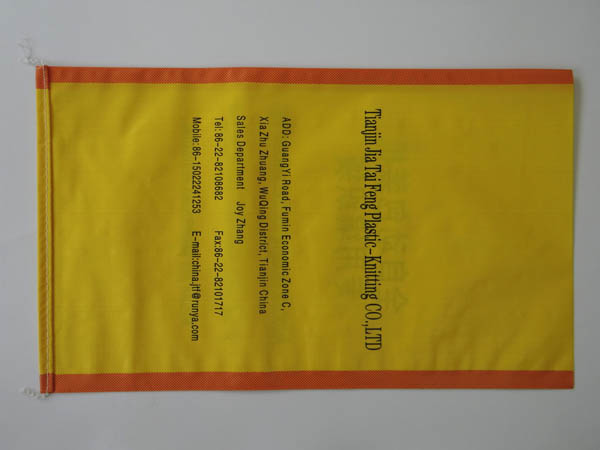 Tianjin Jia Tai Feng Plastic-Knitting CO.,LTD
ADD: GuangYi Road, Fumin Economic Zone C,
Xia Zhu Zhuang, WuQing District, Tianjin China
Sales Department Joy Zhang
Tel: 86-22-82108682 Fax:86-22-82101717
Mobile:86-15022241253 E-mail:china.jtf@runya.com